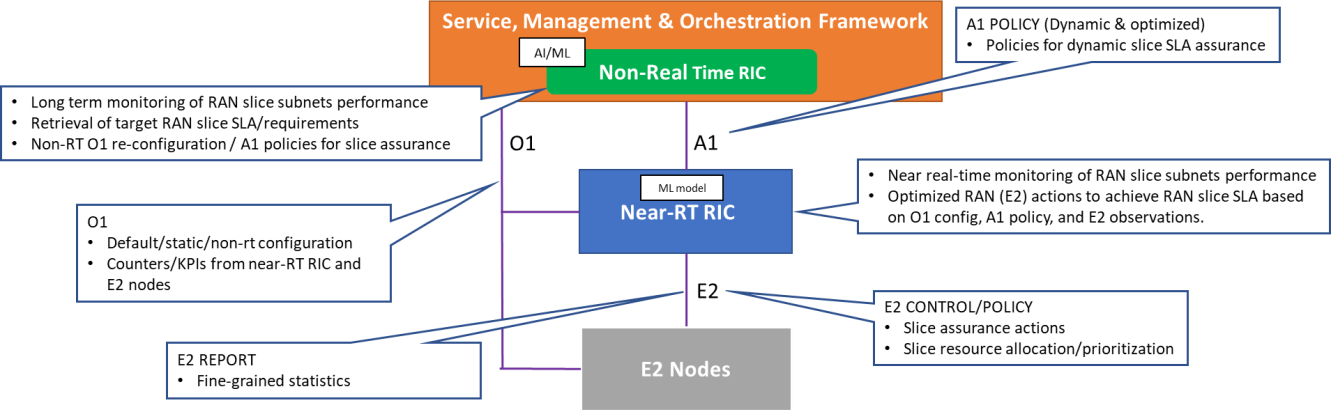 Service, Management & Orchestration Framework
AI/ML
Non-Real Time RIC
A1 POLICY (Dynamic & optimized)
• Policies for dynamic slice SLA assurance
• Long term monitoring of RAN slice subnets performance
• Retrieval of target RAN slice SLA/requirements
• Non-RT O1 re-configuration / A1 policies for slice assurance
O1
A1
ML model
Near-RT RIC
• Near real-time monitoring of RAN slice subnets performance
• Optimized RAN (E2) actions to achieve RAN slice SLA based
on O1 config, A1 policy, and E2 observations.
O1
• Default/static/non-rt configuration
• Counters/KPIs from near-RT RIC and
E2 nodes
E2
E2 CONTROL/POLICY
• Slice assurance actions
• Slice resource allocation/prioritization
E2 REPORT
• Fine-grained statistics
E2 Nodes